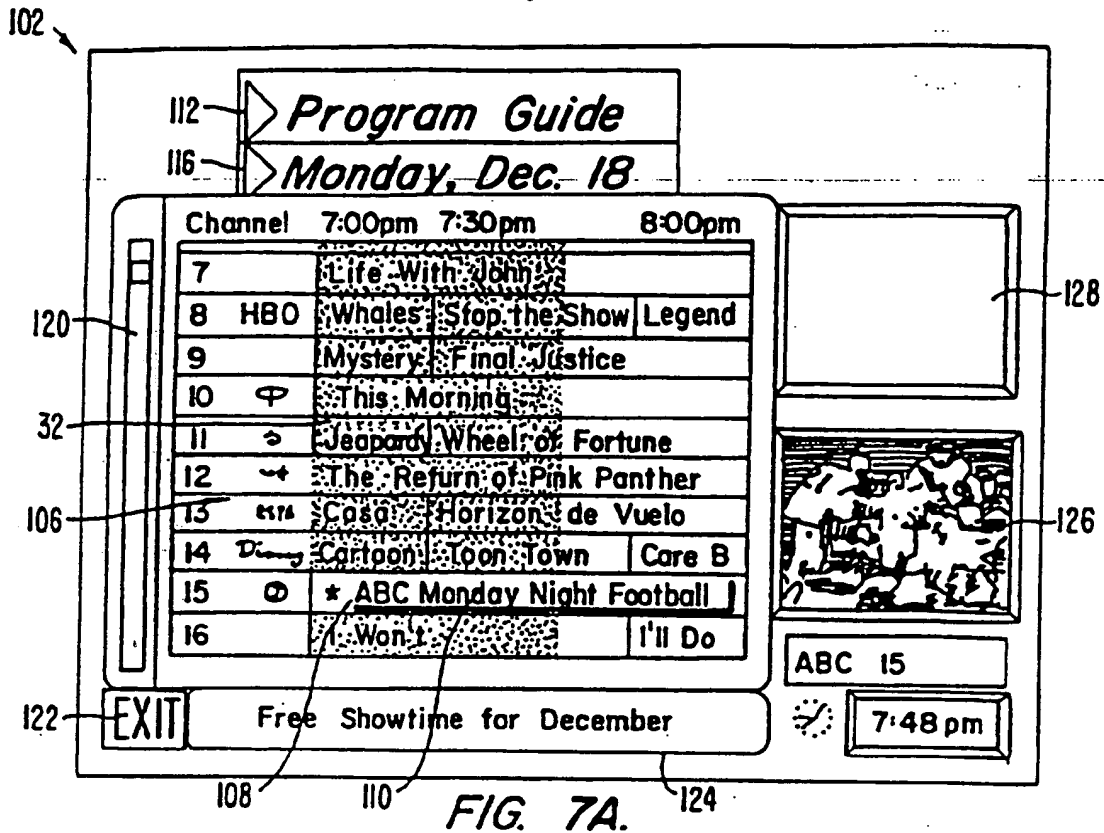 102
112
Program Guide
116
Monday, Dec. 18
Channel 7:00pm 7:30pm 8:00pm
7 Life With John
8 HBO Whales Stop the Show Legend
128
120
9 Mystery Final Justice
10 This Morning
32
11 Jeopardy Wheel of Fortune
12 The Return of Pink Panther
106
13 Casa Horizon de Vuelo
126
14 Disney Cartoon Toon Town Care B
15 * ABC Monday Night Football
16 I Won't I'll Do
ABC 15
122
EXIT
Free Showtime for December
7:48 pm
108
110
124
FIG. 7A.